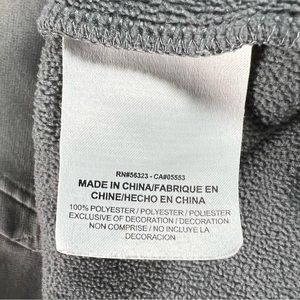 RN#56323 - CA#05553
MADE IN CHINA/FABRIQUE EN
CHINE/HECHO EN CHINA
100% POLYESTER / POLYESTER / POLIESTER
EXCLUSIVE OF DECORATION / DECORATION
NON COMPRISE / NO INCLUYE LA
DECORACION